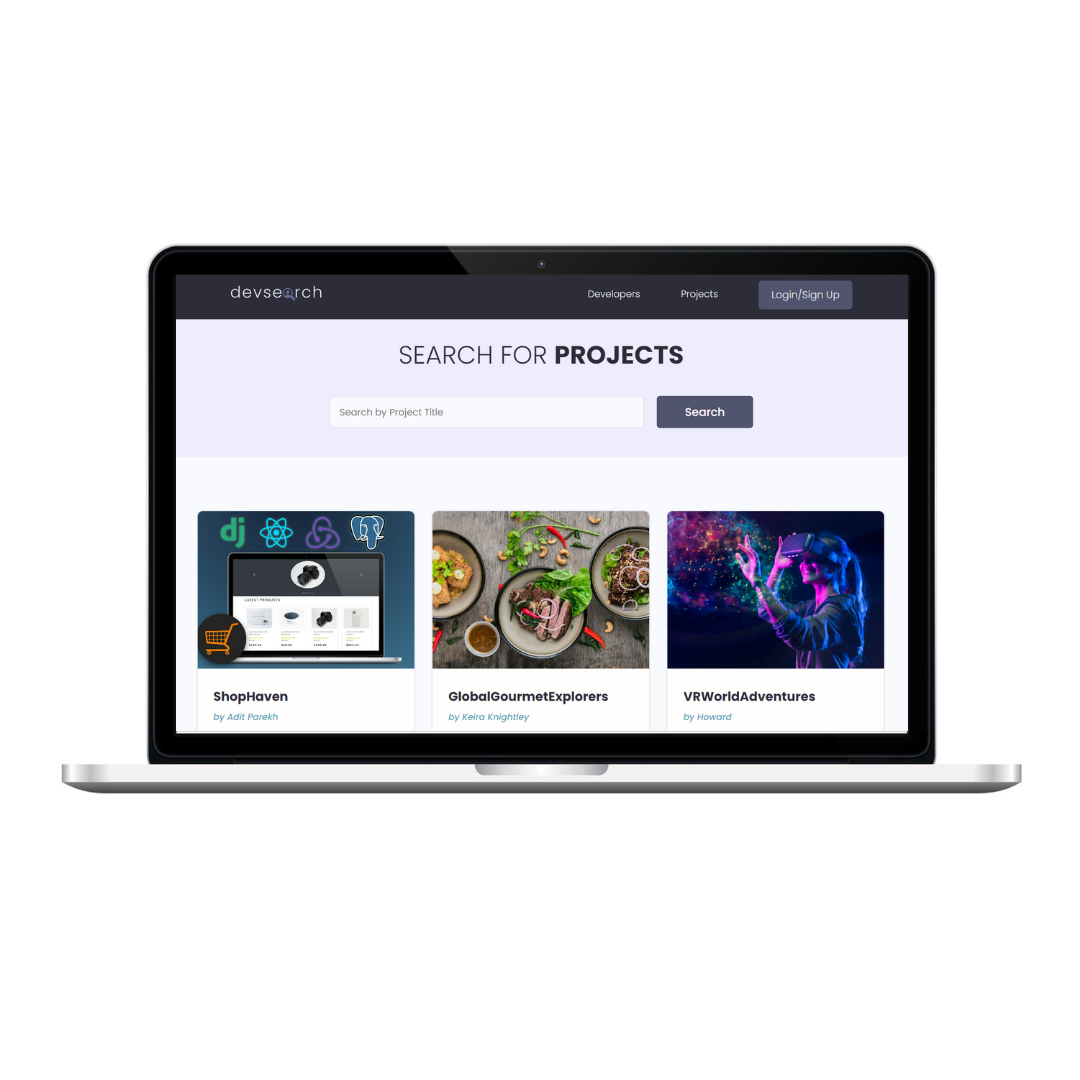 devsearch
Developers
Projects
Login/Sign Up
SEARCH FOR PROJECTS
Search by Project Title
Search
dj
LATEST PRODUCTS
ShopHaven
by Adit Parekh
GlobalGourmetExplorers
by Keira Knightley
VRWorldAdventures
by Howard